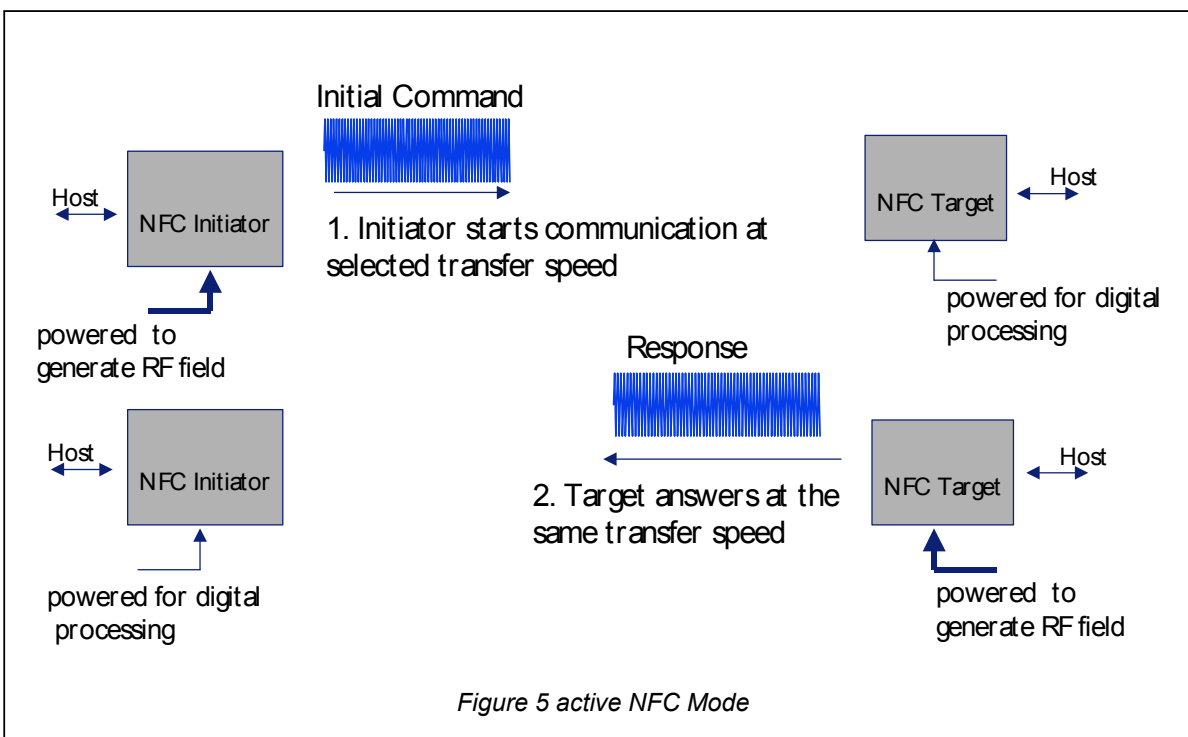 Initial Command
Host
NFC Initiator
1. Initiator starts communication at
selected transfer speed
powered to
generate RF field
NFC Target
Host
powered for digital
processing
Response
Host
NFC Initiator
powered for digital
processing
2. Target answers at the
same transfer speed
NFC Target
Host
powered to
generate RF field
Figure 5 active NFC Mode